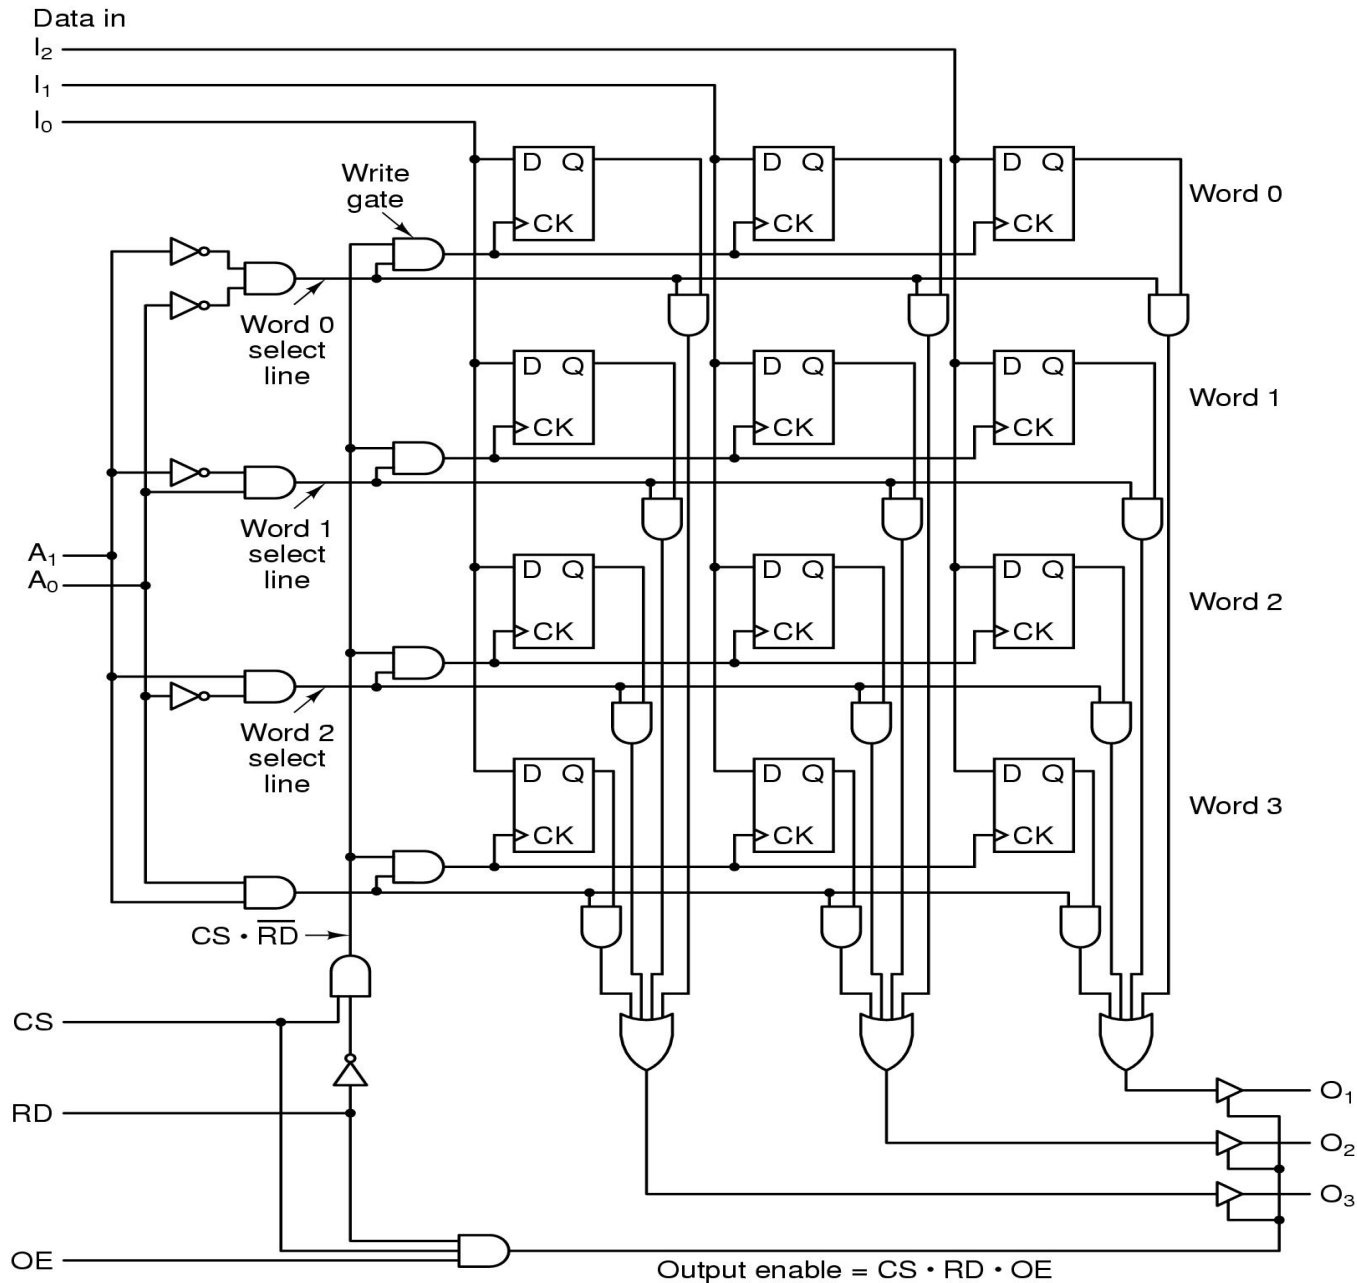 Data in
I₂
I₁
I₀
Write
gate
D Q
CK
D Q
CK
D Q
CK
Word 0
Word 0
select
line
D Q
CK
D Q
CK
D Q
CK
Word 1
Word 1
select
line
A₁
A₀
D Q
CK
D Q
CK
D Q
CK
Word 2
Word 2
select
line
D Q
CK
D Q
CK
D Q
CK
Word 3
CS • R̅D̅
CS
RD
OE
O₁
O₂
O₃
Output enable = CS • RD • OE